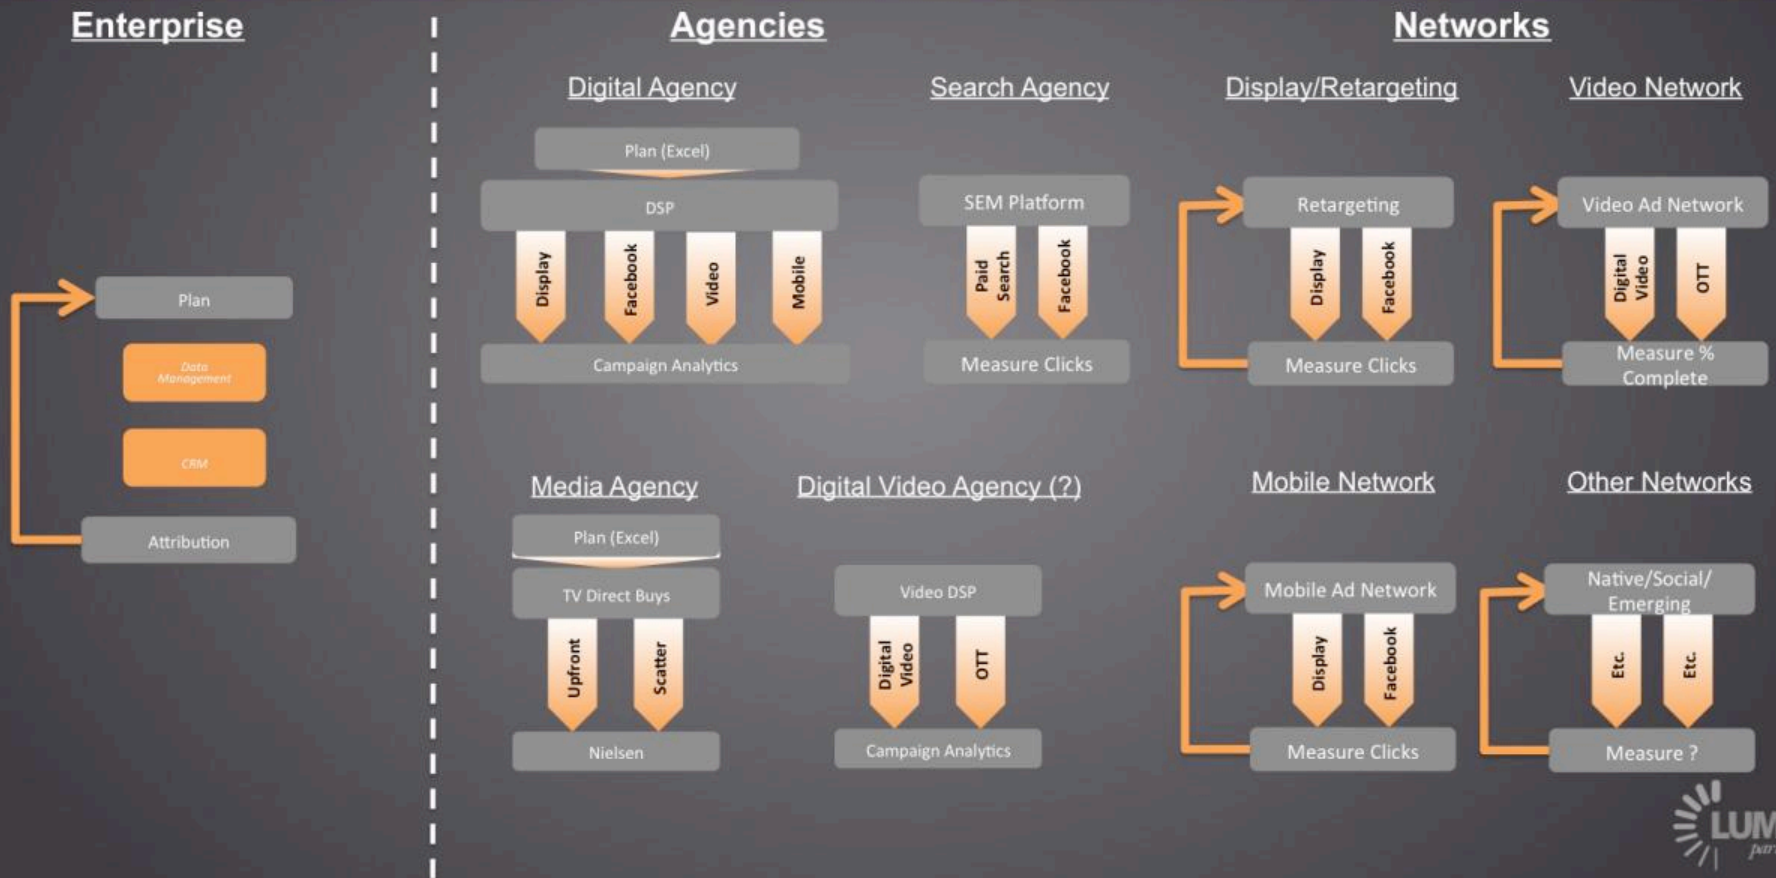 Enterprise
Agencies
Networks
Digital Agency
Search Agency
Display/Retargeting
Video Network
Plan (Excel)
DSP
SEM Platform
Retargeting
Video Ad Network
Display
Facebook
Video
Mobile
Paid
Search
Facebook
Display
Facebook
Digital
Video
OTT
Campaign Analytics
Measure Clicks
Measure Clicks
Measure %
Complete
Plan
Data
Management
CRM
Attribution
Media Agency
Digital Video Agency (?)
Mobile Network
Other Networks
Plan (Excel)
TV Direct Buys
Video DSP
Mobile Ad Network
Native/Social/
Emerging
Upfront
Scatter
Digital
Video
OTT
Display
Facebook
Etc.
Etc.
Nielsen
Campaign Analytics
Measure Clicks
Measure ?